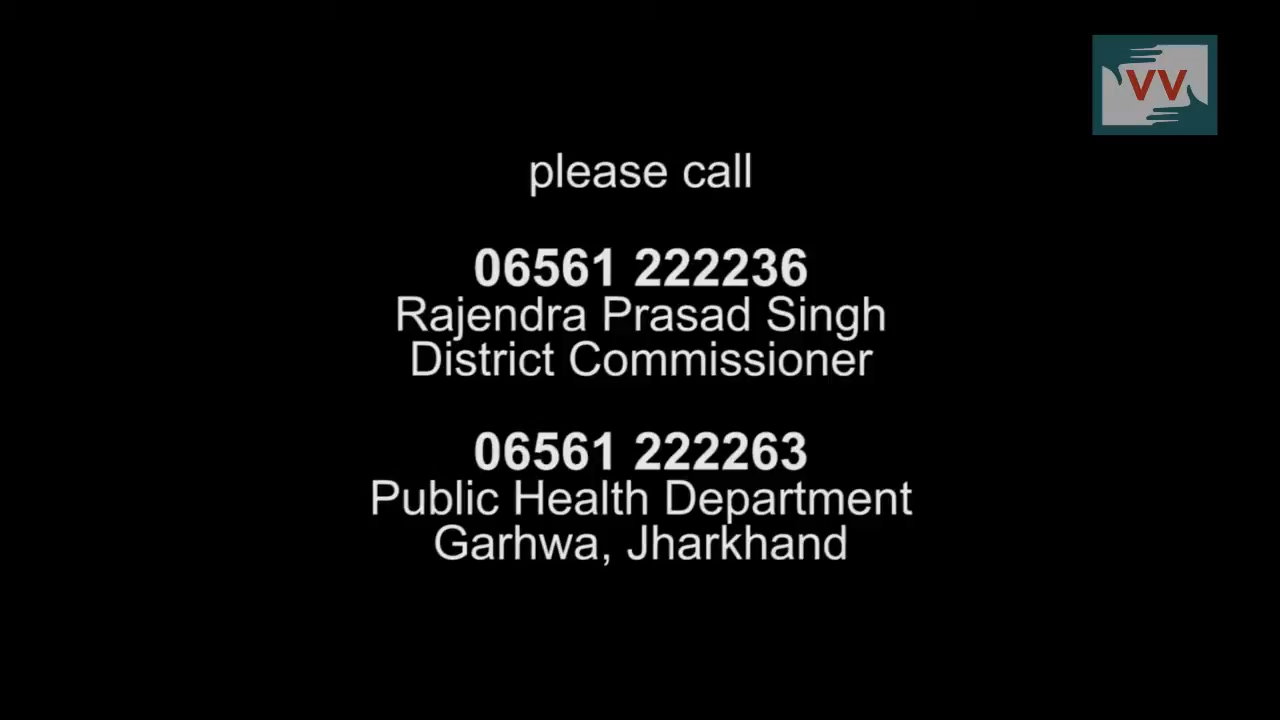 VV
please call
06561 222236
Rajendra Prasad Singh
District Commissioner
06561 222263
Public Health Department
Garhwa, Jharkhand